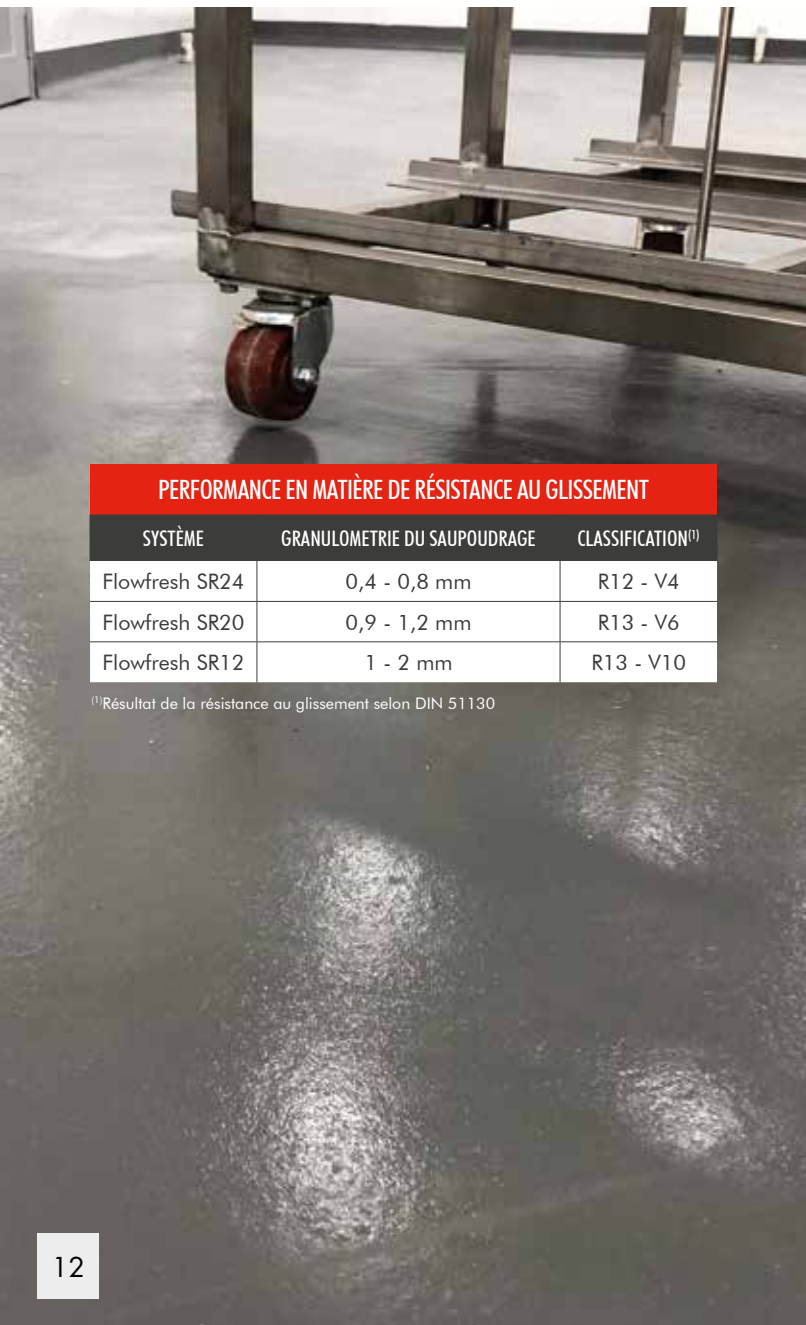 PERFORMANCE EN MATIÈRE DE RÉSISTANCE AU GLISSEMENT
SYSTÈME GRANULOMETRIE DU SAUPOUDRAGE CLASSIFICATION(1)
Flowfresh SR24 0,4 - 0,8 mm R12 - V4
Flowfresh SR20 0,9 - 1,2 mm R13 - V6
Flowfresh SR12 1 - 2 mm R13 - V10
(1)Résultat de la résistance au glissement selon DIN 51130
12